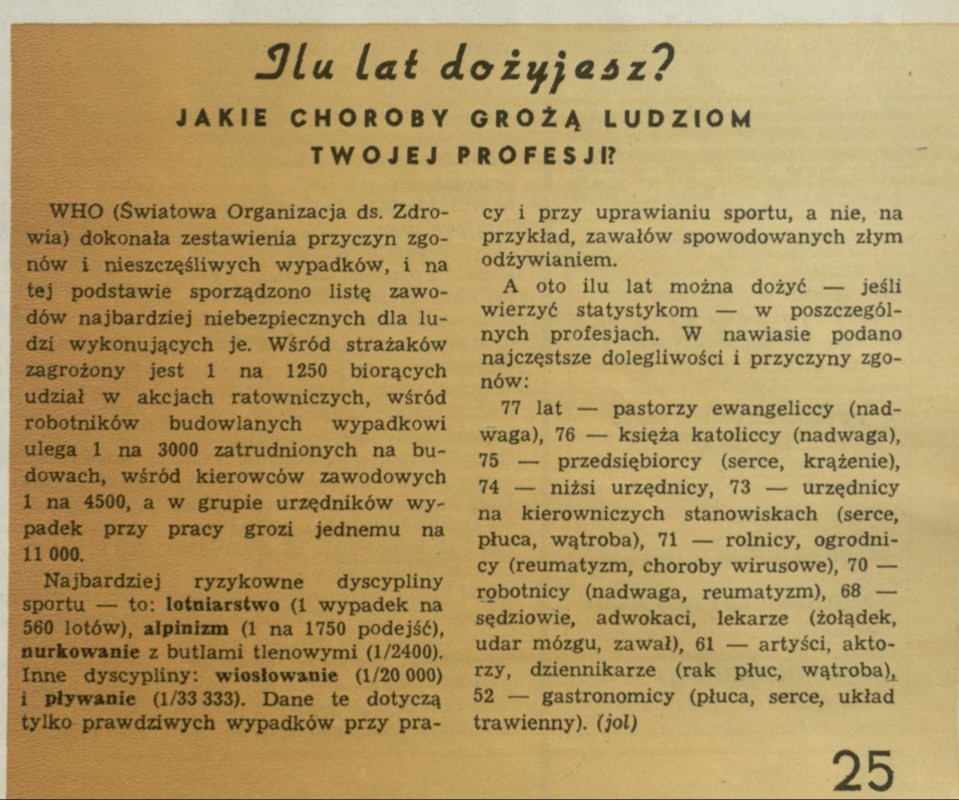 Ilu lat dożyjesz?
JAKIE CHOROBY GROŻĄ LUDZIOM
TWOJEJ PROFESJI?
WHO (Światowa Organizacja ds. Zdro-
wia) dokonała zestawienia przyczyn zgo-
nów i nieszczęśliwych wypadków, i na
tej podstawie sporządzono listę zawo-
dów najbardziej niebezpiecznych dla lu-
dzi wykonujących je. Wśród strażaków
zagrożony jest 1 na 1250 biorących
udział w akcjach ratowniczych, wśród
robotników budowlanych wypadkowi
ulega 1 na 3000 zatrudnionych na bu-
dowach, wśród kierowców zawodowych
1 na 4500, a w grupie urzędników wy-
padek przy pracy grozi jednemu na
11 000.
Najbardziej ryzykowne dyscypliny
sportu — to: lotniarstwo (1 wypadek na
560 lotów), alpinizm (1 na 1750 podejść),
nurkowanie z butlami tlenowymi (1/2400).
Inne dyscypliny: wiosłowanie (1/20 000)
i pływanie (1/33 333). Dane te dotyczą
tylko prawdziwych wypadków przy pra-
cy i przy uprawianiu sportu, a nie, na
przykład, zawałów spowodowanych złym
odżywianiem.
A oto ilu lat można dożyć — jeśli
wierzyć statystykom — w poszczegól-
nych profesjach. W nawiasie podano
najczęstsze dolegliwości i przyczyny zgo-
nów:
77 lat — pastorzy ewangeliccy (nad-
waga), 76 — księża katoliccy (nadwaga),
75 — przedsiębiorcy (serce, krążenie),
74 — niżsi urzędnicy, 73 — urzędnicy
na kierowniczych stanowiskach (serce,
płuca, wątroba), 71 — rolnicy, ogrodni-
cy (reumatyzm, choroby wirusowe), 70 —
robotnicy (nadwaga, reumatyzm), 68 —
sędziowie, adwokaci, lekarze (żołądek,
udar mózgu, zawał), 61 — artyści, akto-
rzy, dziennikarze (rak płuc, wątroba),
52 — gastronomicy (płuca, serce, układ
trawienny). (jol)
25